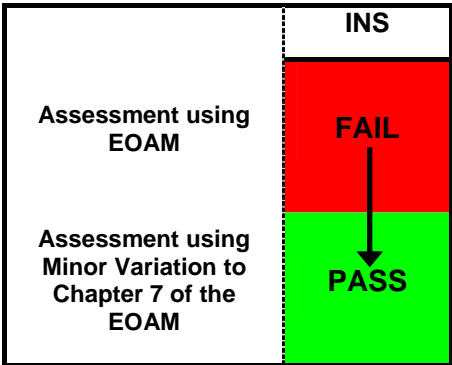 INS
Assessment using
EOAM
FAIL
Assessment using
Minor Variation to
Chapter 7 of the
EOAM
PASS